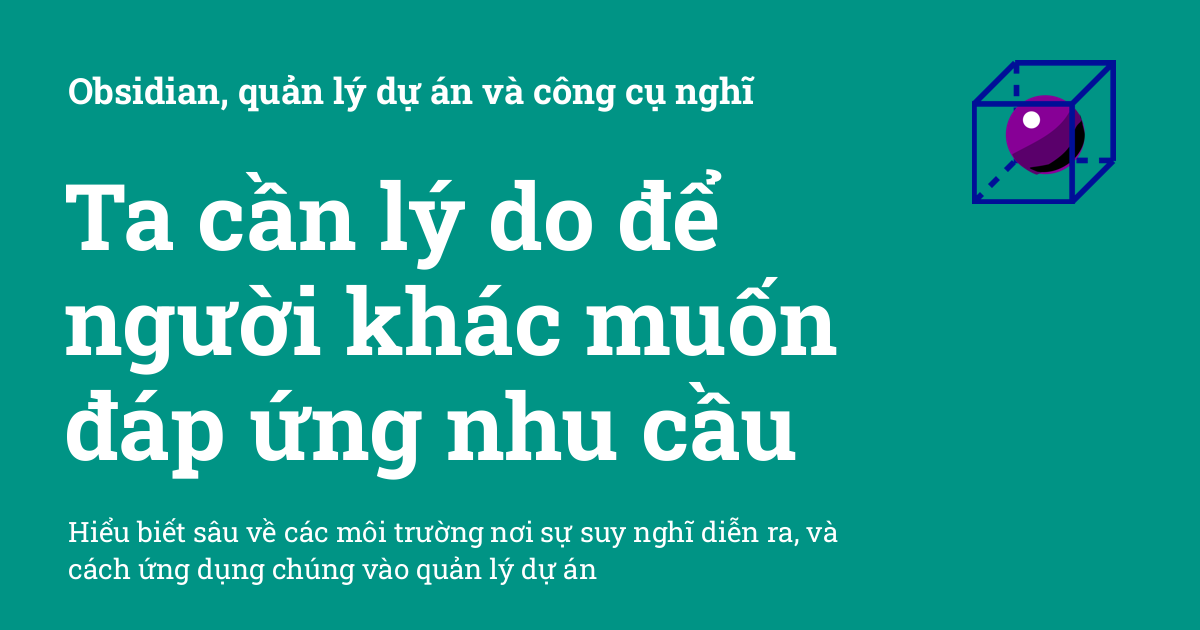 Obsidian, quản lý dự án và công cụ nghĩ
Ta cần lý do để
người khác muốn
đáp ứng nhu cầu
Hiểu biết sâu về các môi trường nơi sự suy nghĩ diễn ra, và
cách ứng dụng chúng vào quản lý dự án